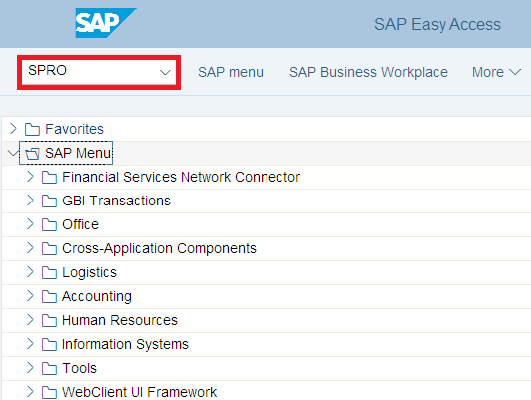 SAP SAP Easy Access
SPRO SAP menu SAP Business Workplace More
Favorites
SAP Menu
Financial Services Network Connector
GBI Transactions
Office
Cross-Application Components
Logistics
Accounting
Human Resources
Information Systems
Tools
WebClient UI Framework